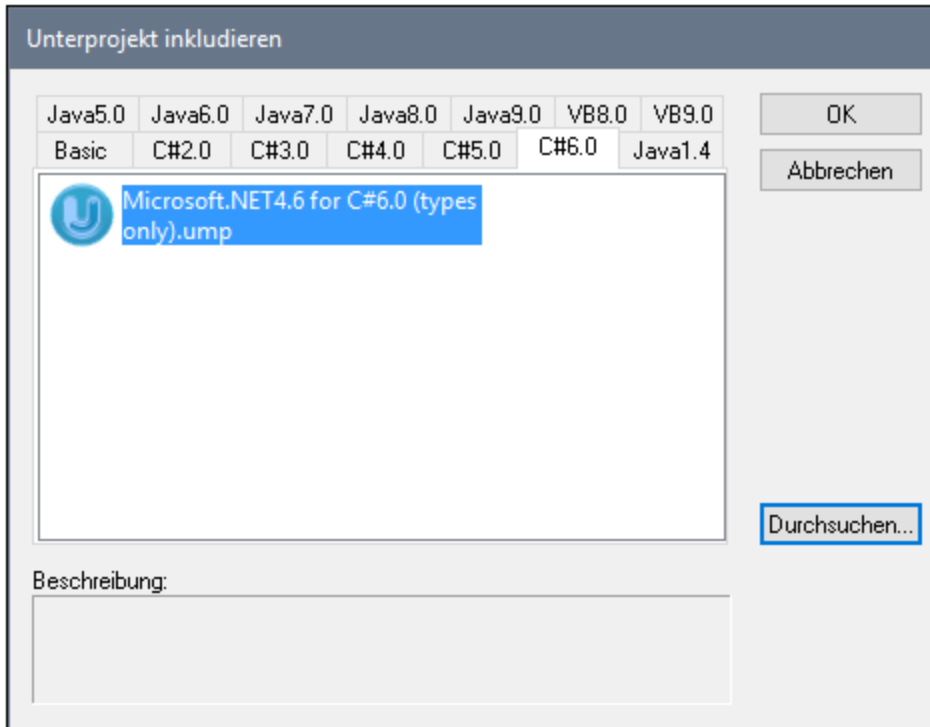 Unterprojekt inkludieren
Java5.0 Java6.0 Java7.0 Java8.0 Java9.0 VB8.0 VB9.0
Basic C#2.0 C#3.0 C#4.0 C#5.0 C#6.0 Java1.4
OK
Abbrechen
Microsoft.NET4.6 for C#6.0 (types
only).ump
Durchsuchen...
Beschreibung: